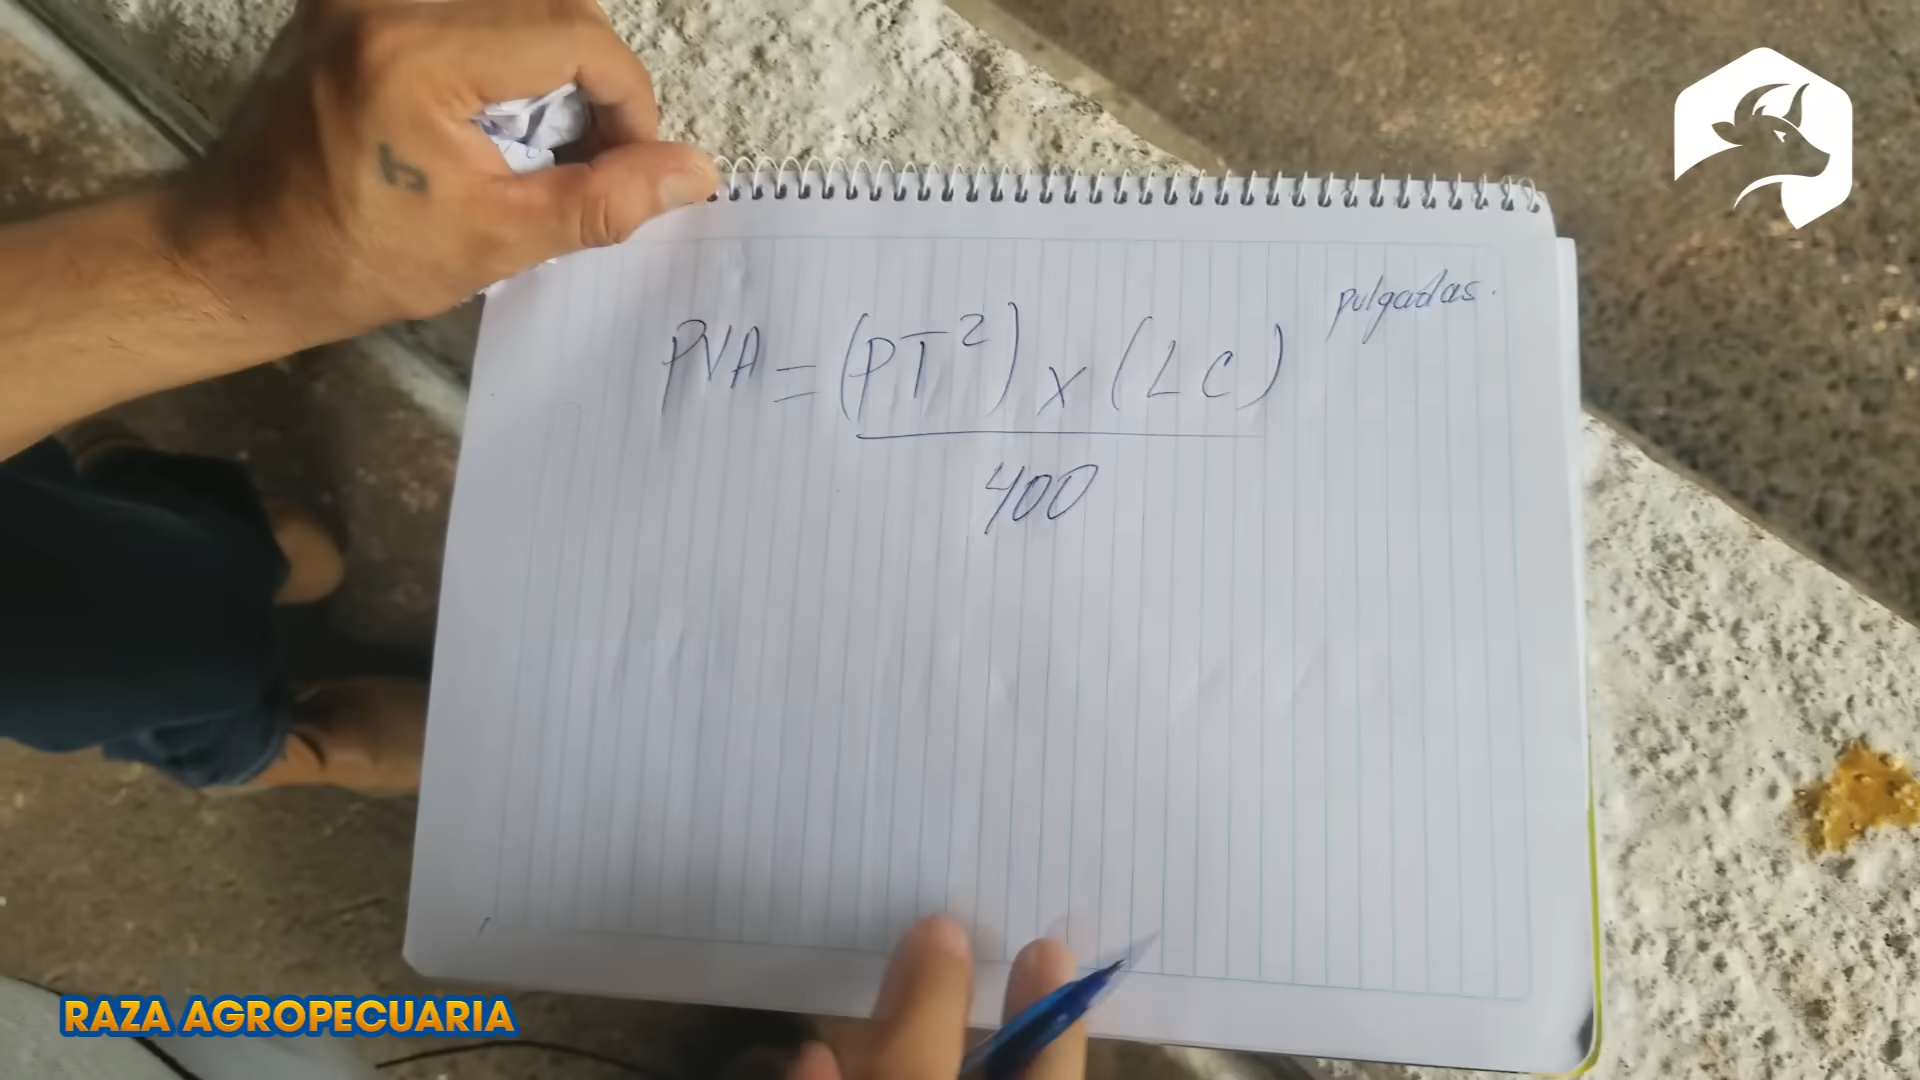 pulgadas.
PVA = (PT²) x (LC)
400
RAZA AGROPECUARIA